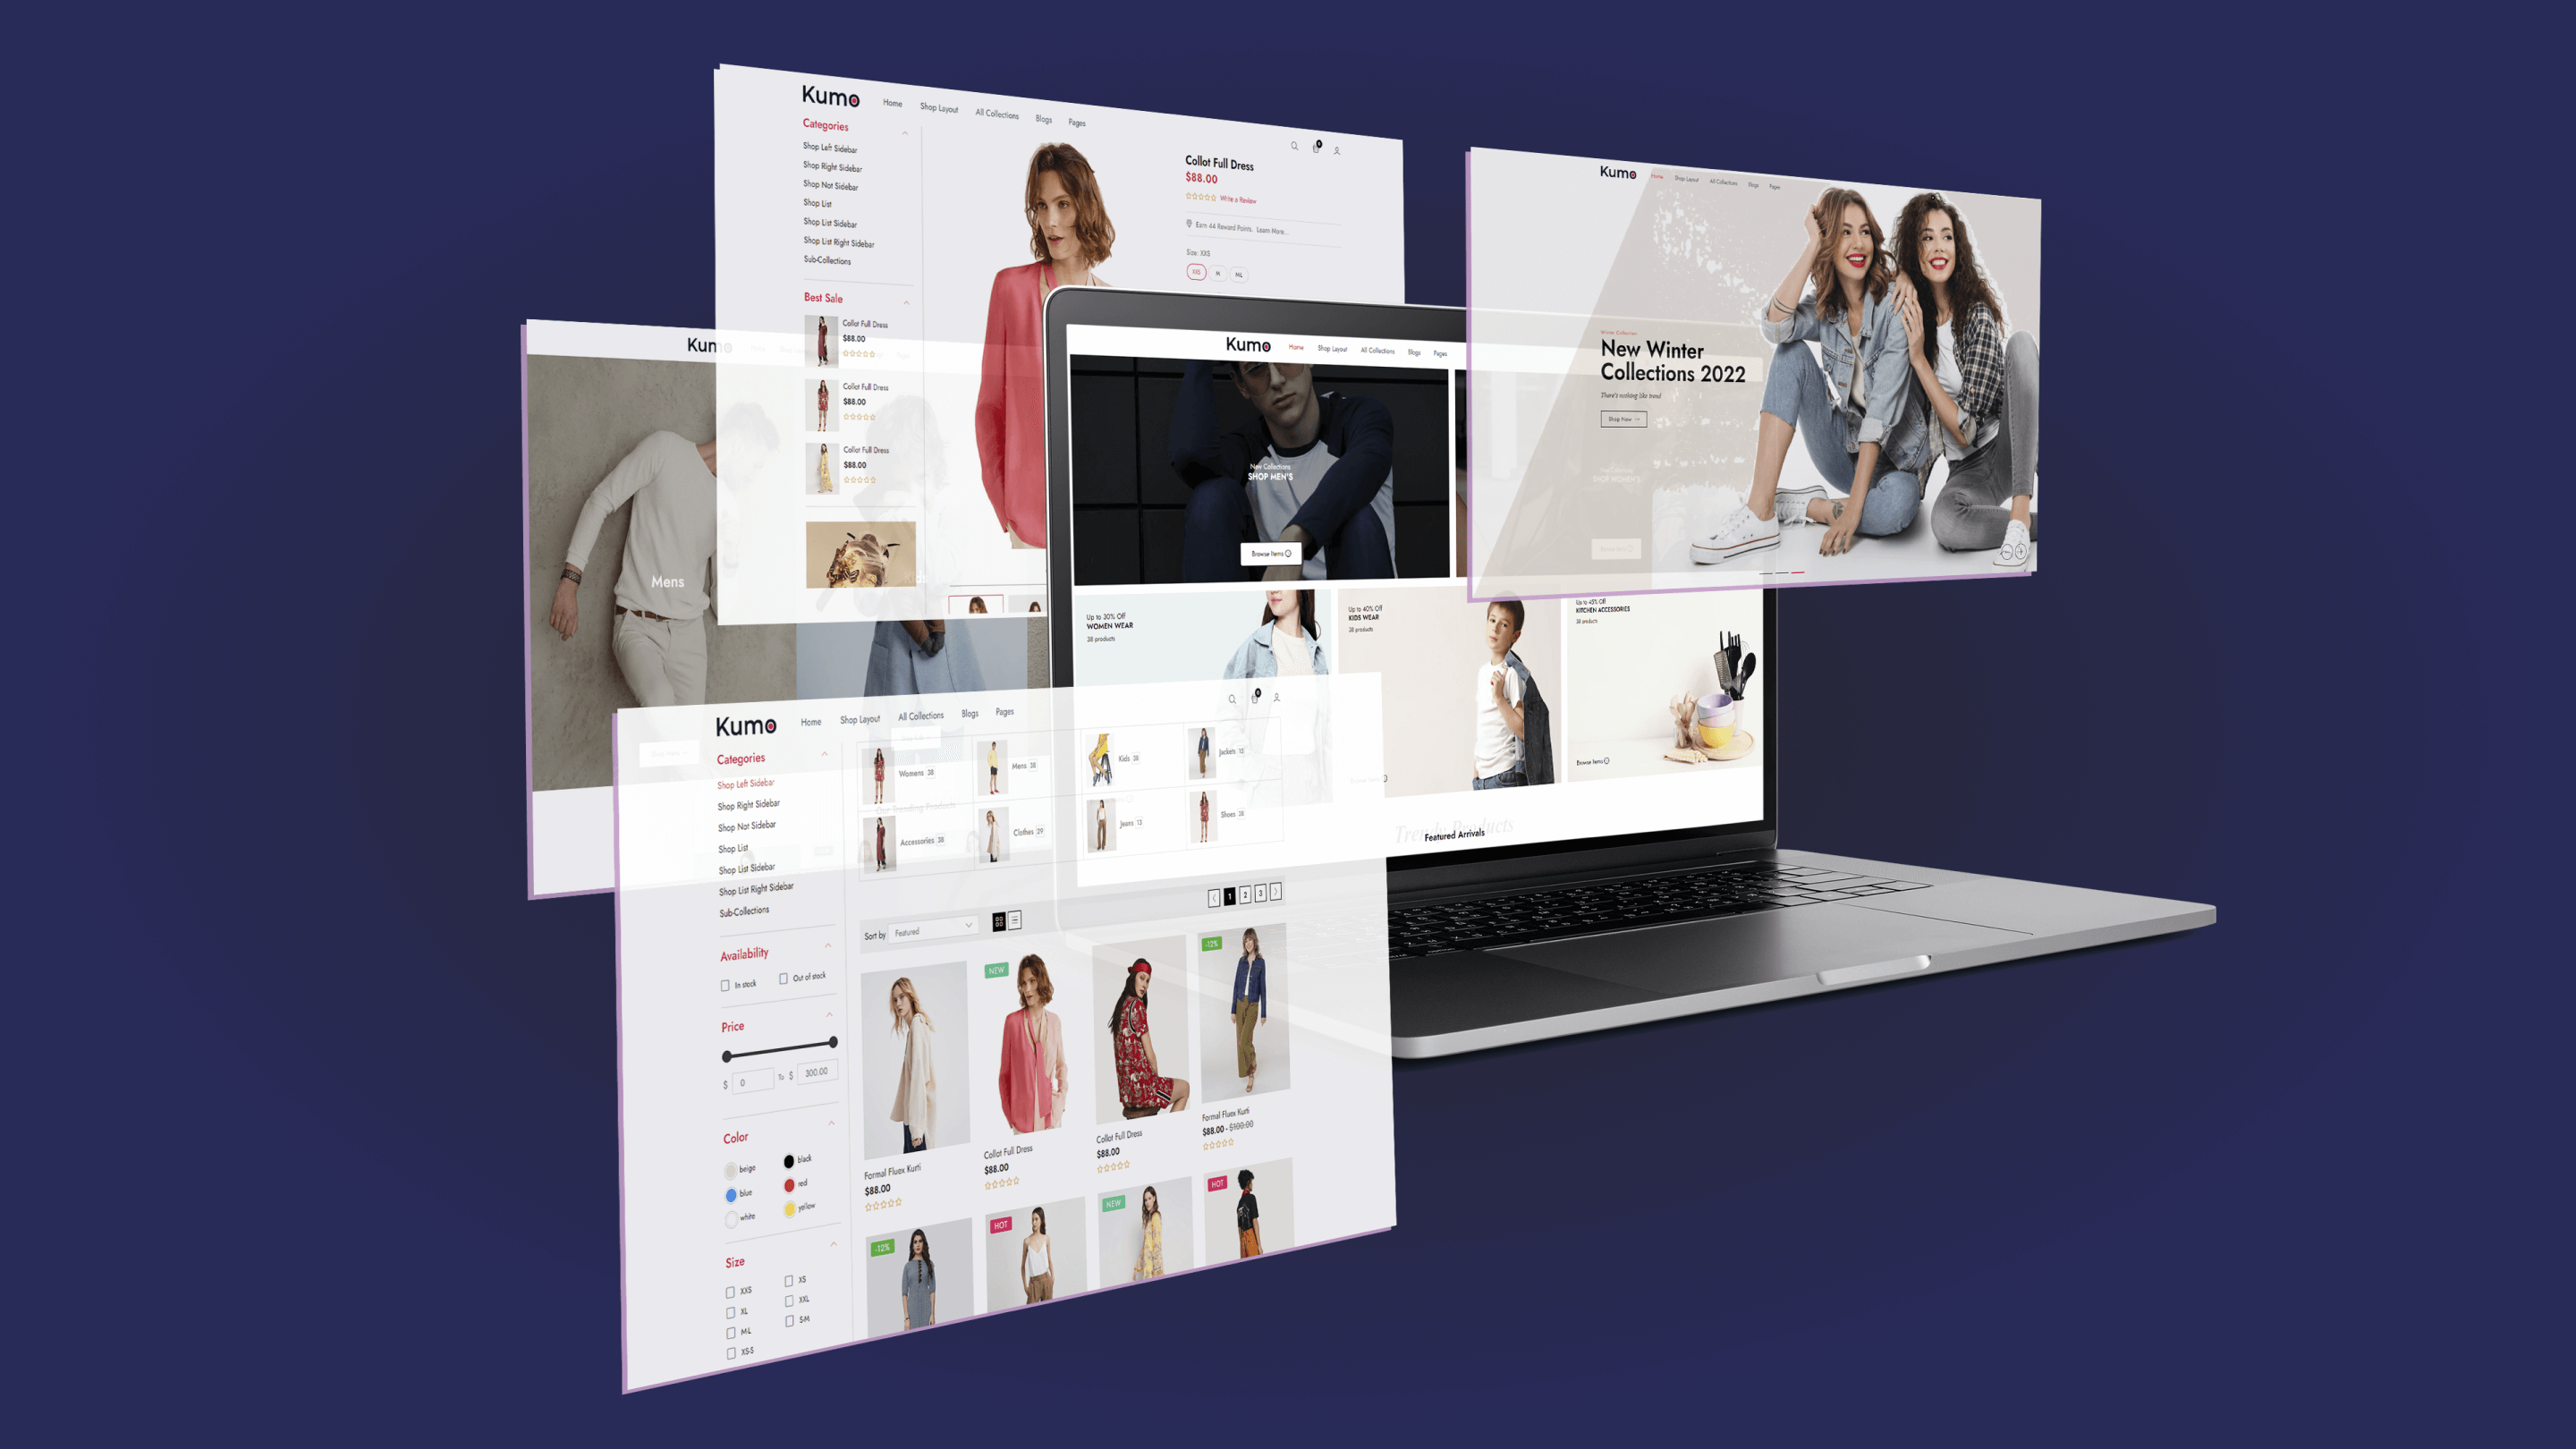 Kumo
Home
Shop Layout
All Collections
Blogs
Pages
Categories
Shop Left Sidebar
Shop Right Sidebar
Shop Not Sidebar
Shop List
Shop List Sidebar
Shop List Right Sidebar
Sub-Collections
Best Sale
Collot Full Dress
$88.00
Collot Full Dress
$88.00
Collot Full Dress
$88.00
0
Collot Full Dress
$88.00
Write a Review
Earn 44 Reward Points. Learn More...
Size: XXS
XXS
M
M-L
Kumo
Home
Shop Layout
All Collections
Blogs
Pages
Winter Collection
New Winter
Collections 2022
There's nothing like trend
Shop Now
SHOP WOMEN'S
Kumo
Mens
Kids
Kumo
Home
Shop Layout
All Collections
Blogs
Pages
New Collections
SHOP MEN'S
Browse Items
Up to 30% Off
WOMEN WEAR
38 products
Up to 40% Off
KIDS WEAR
38 products
Up to 45% Off
KITCHEN ACCESSORIES
38 products
Browse Items
Trendy Products
Featured Arrivals
Kumo
Home
Shop Layout
All Collections
Blogs
Pages
0
Categories
Shop Left Sidebar
Shop Right Sidebar
Shop Not Sidebar
Shop List
Shop List Sidebar
Shop List Right Sidebar
Sub-Collections
Womens 38
Mens 38
Kids 38
Jackets 15
Our Trending Products
Accessories 38
Clothes 29
Jeans 15
Shoes 38
Availability
In stock
Out of stock
Price
$ 0 To $ 300.00
Color
beige
black
blue
red
white
yellow
Size
XXS
XS
XL
XXL
M-L
S-M
XS-S
Sort by
Featured
1
2
3
Formal Fluex Kurti
$88.00
NEW
Collot Full Dress
$88.00
Collot Full Dress
$88.00
-12%
Formal Fluex Kurti
$88.00 - $100.00
-12%
HOT
NEW
HOT